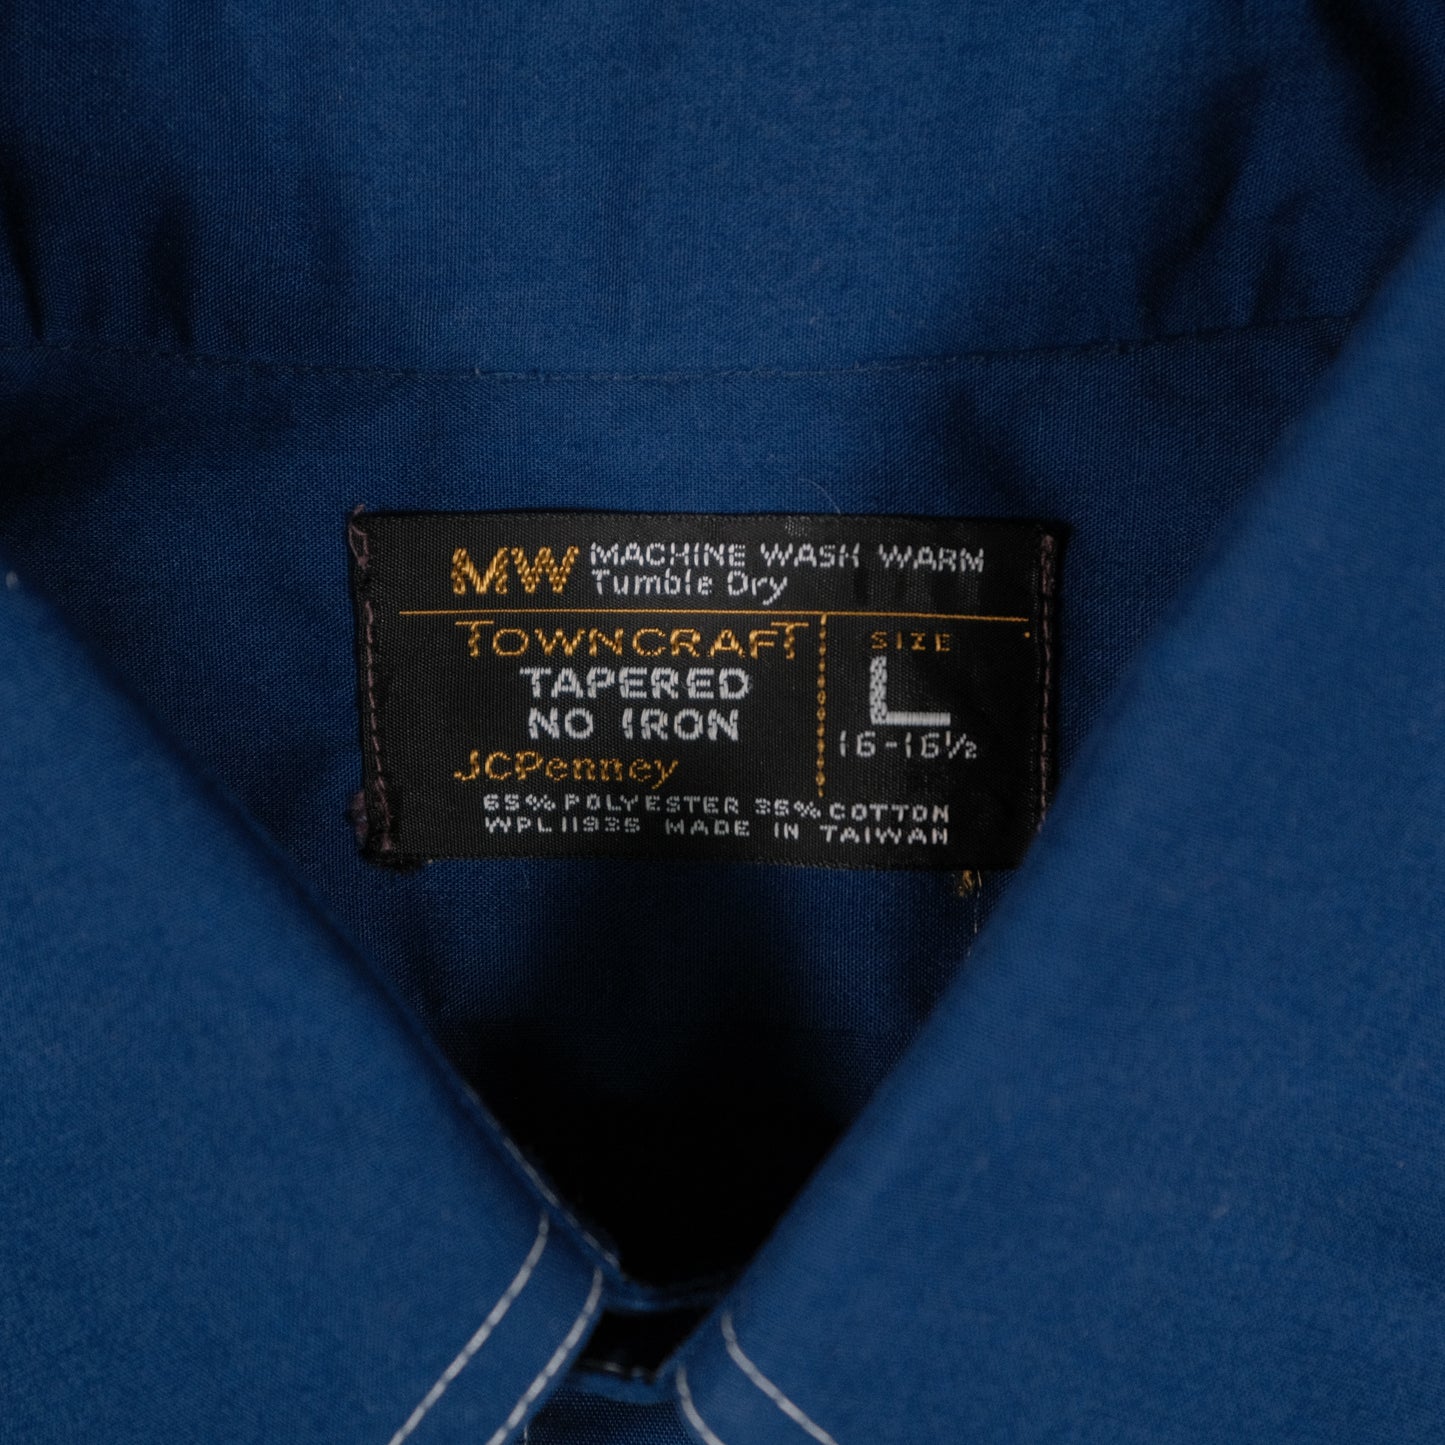 MW MACHINE WASH WARM
Tumble Dry
TOWNCRAFT
TAPERED
NO IRON
JCPenney
SIZE
L
16-16½
65% POLYESTER 35% COTTON
WPL11935 MADE IN TAIWAN